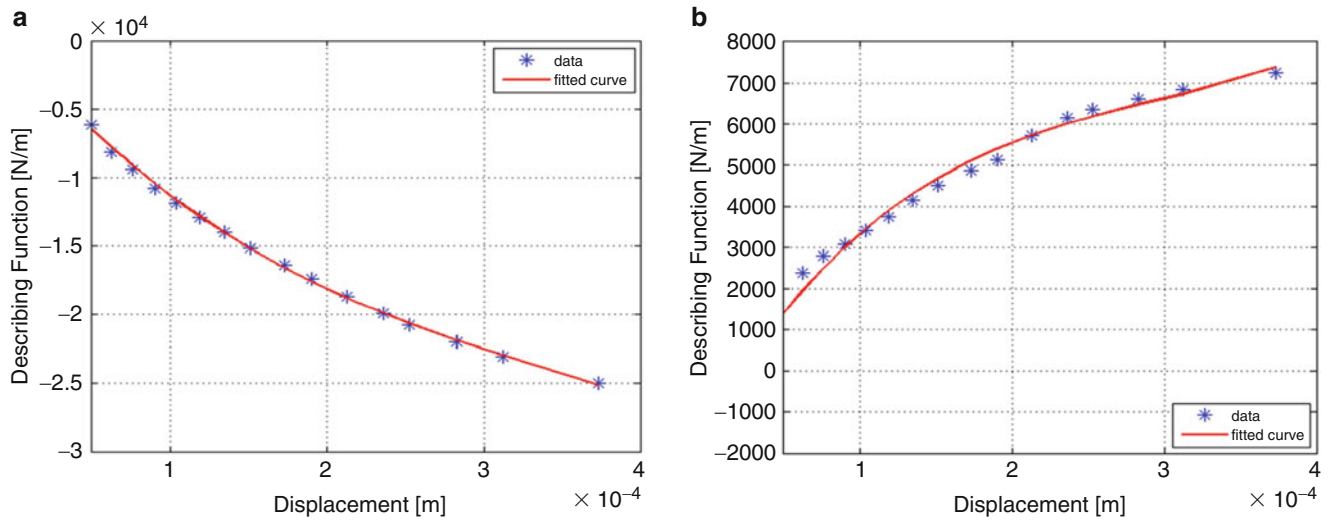 a
× 10⁴
0
−0.5
−1
−1.5
−2
−2.5
−3
Describing Function [N/m]
data
fitted curve
1
2
3
4
Displacement [m]
× 10⁻⁴
b
8000
7000
6000
5000
4000
3000
2000
1000
0
−1000
−2000
Describing Function [N/m]
data
fitted curve
1
2
3
4
Displacement [m]
× 10⁻⁴